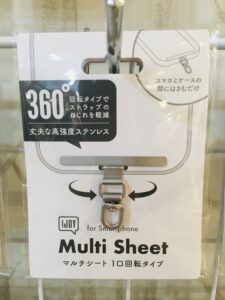 スマホとケースの
間にはさむだけ
360°
回転タイプで
ストラップの
ねじれを軽減
丈夫な高強度ステンレス
IJOY
for Smartphone
Multi Sheet
マルチシート 1口回転タイプ